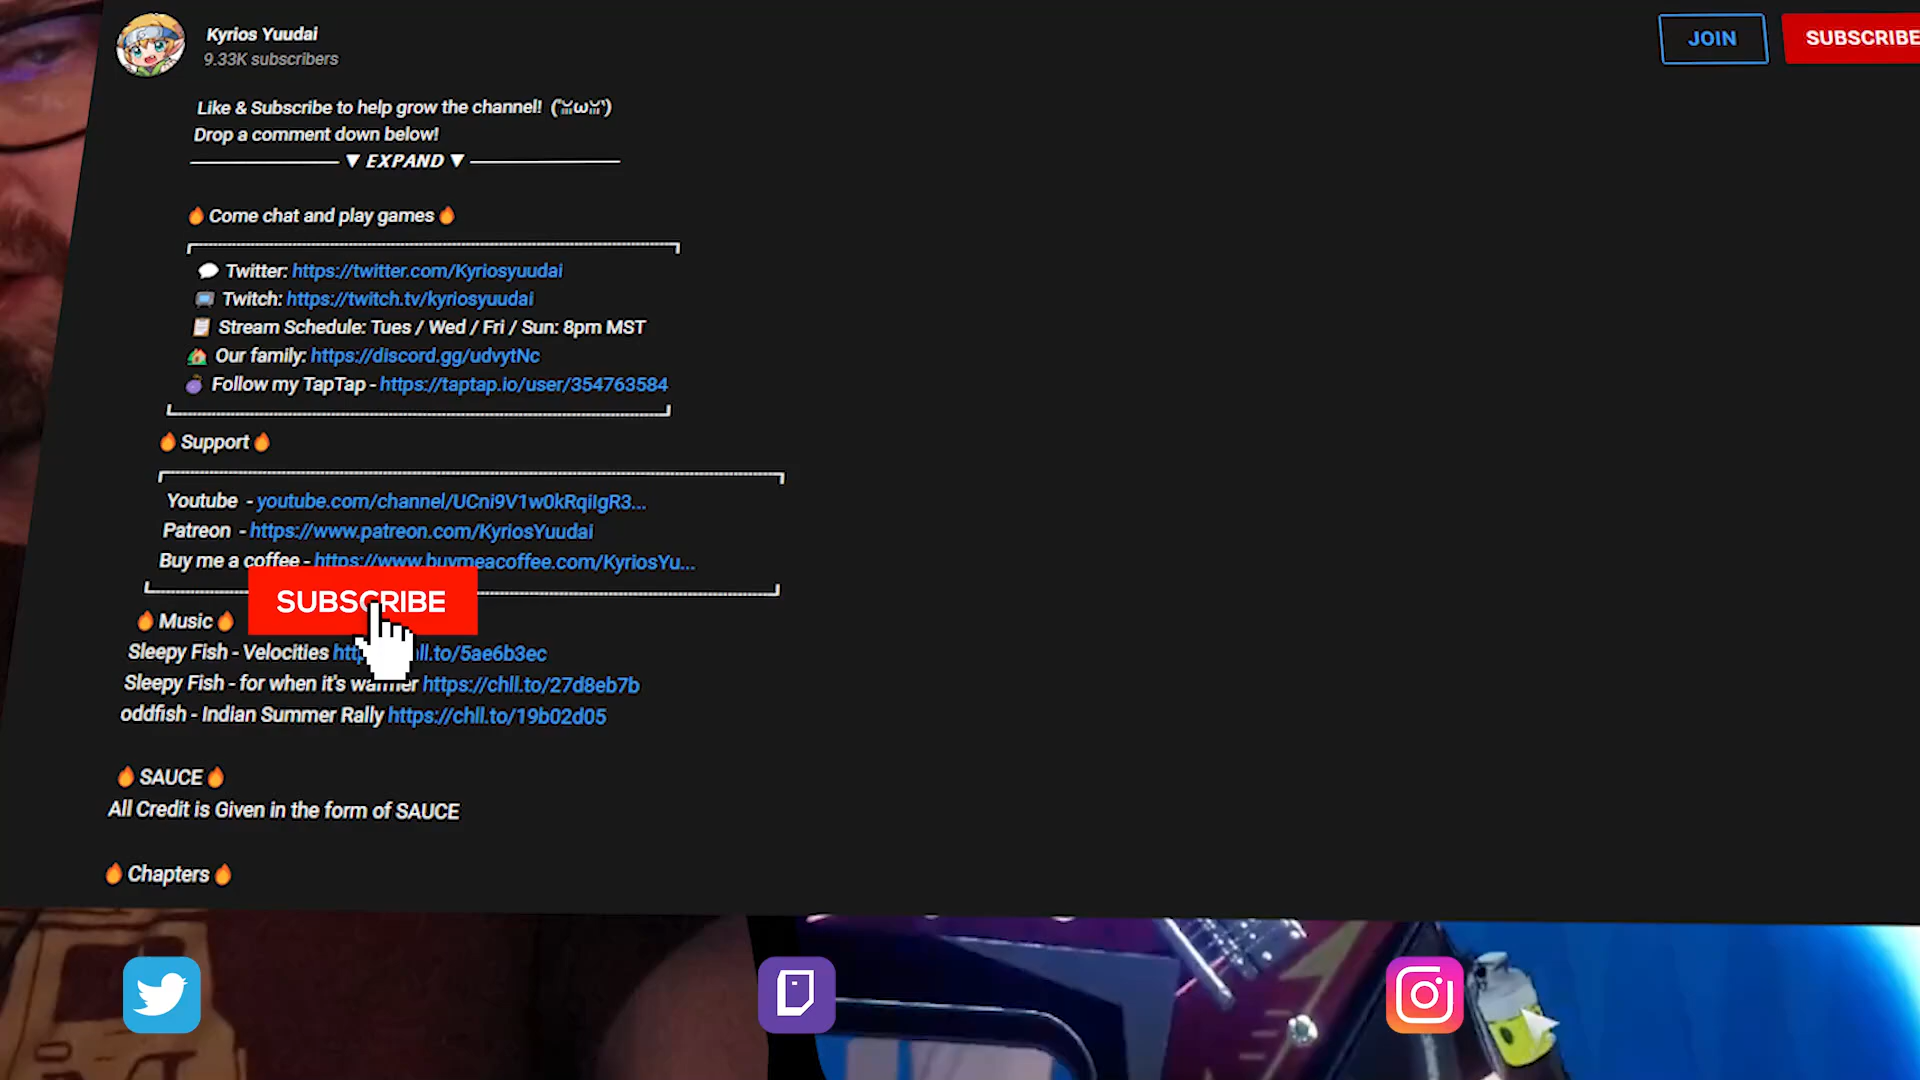 Kyrios Yuudai
9.33K subscribers
JOIN
SUBSCRIBE
Like & Subscribe to help grow the channel!
Drop a comment down below!
▼ EXPAND ▼
🔥 Come chat and play games 🔥
💬 Twitter: https://twitter.com/Kyriosyuudai
Twitch: https://twitch.tv/kyriosyuudai
📋 Stream Schedule: Tues / Wed / Fri / Sun: 8pm MST
Our family: https://discord.gg/udvytNc
Follow my TapTap - https://taptap.io/user/354763584
🔥 Support 🔥
Youtube - youtube.com/channel/UCni9V1w0kRqiIgR3...
Patreon - https://www.patreon.com/KyriosYuudai
Buy me a coffee - https://www.buymeacoffee.com/KyriosYu...
SUBSCRIBE
🔥 Music 🔥
Sleepy Fish - Velocities
Sleepy Fish - for when it's warmer https://chll.to/27d8eb7b
oddfish - Indian Summer Rally https://chll.to/19b02d05
🔥 SAUCE 🔥
All Credit is Given in the form of SAUCE
🔥 Chapters 🔥